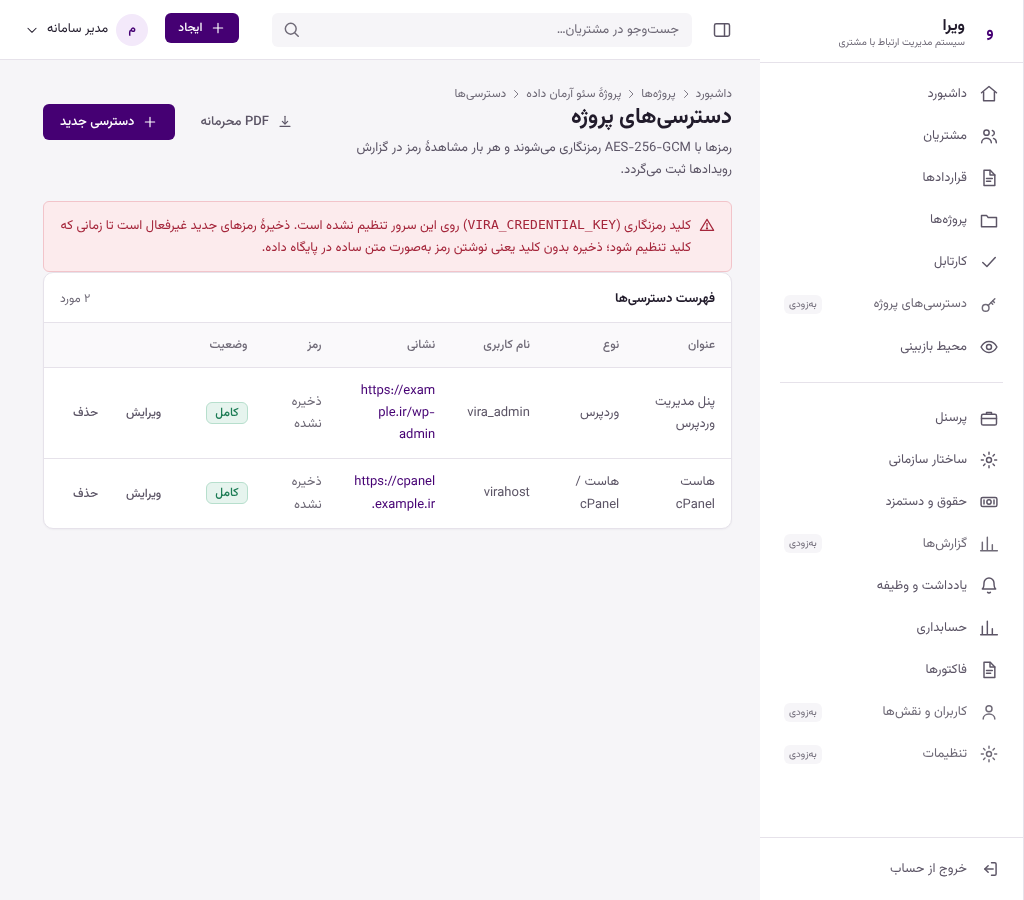 و
ویرا
سیستم مدیریت ارتباط با مشتری
جست‌وجو در مشتریان...
ایجاد
م
مدیر سامانه
داشبورد
مشتریان
قراردادها
پروژه‌ها
کارتابل
دسترسی‌های پروژه
به‌زودی
محیط بازبینی
پرسنل
ساختار سازمانی
حقوق و دستمزد
گزارش‌ها
به‌زودی
یادداشت و وظیفه
حسابداری
فاکتورها
کاربران و نقش‌ها
به‌زودی
تنظیمات
به‌زودی
خروج از حساب
داشبورد
پروژه‌ها
پروژهٔ سئو آرمان داده
دسترسی‌ها
دسترسی‌های پروژه
رمزها با AES-256-GCM رمزنگاری می‌شوند و هر بار مشاهدهٔ رمز در گزارش
رویدادها ثبت می‌گردد.
PDF محرمانه
دسترسی جدید
کلید رمزنگاری (VIRA_CREDENTIAL_KEY) روی این سرور تنظیم نشده است. ذخیرهٔ رمزهای جدید غیرفعال است تا زمانی که
کلید تنظیم شود؛ ذخیره بدون کلید یعنی نوشتن رمز به‌صورت متن ساده در پایگاه داده.
فهرست دسترسی‌ها
۲ مورد
عنوان
نوع
نام کاربری
نشانی
رمز
وضعیت
پنل مدیریت
وردپرس
وردپرس
vira_admin
https://exam
ple.ir/wp-
admin
ذخیره
نشده
کامل
ویرایش
حذف
هاست
cPanel
هاست /
cPanel
virahost
https://cpanel
.example.ir
ذخیره
نشده
کامل
ویرایش
حذف